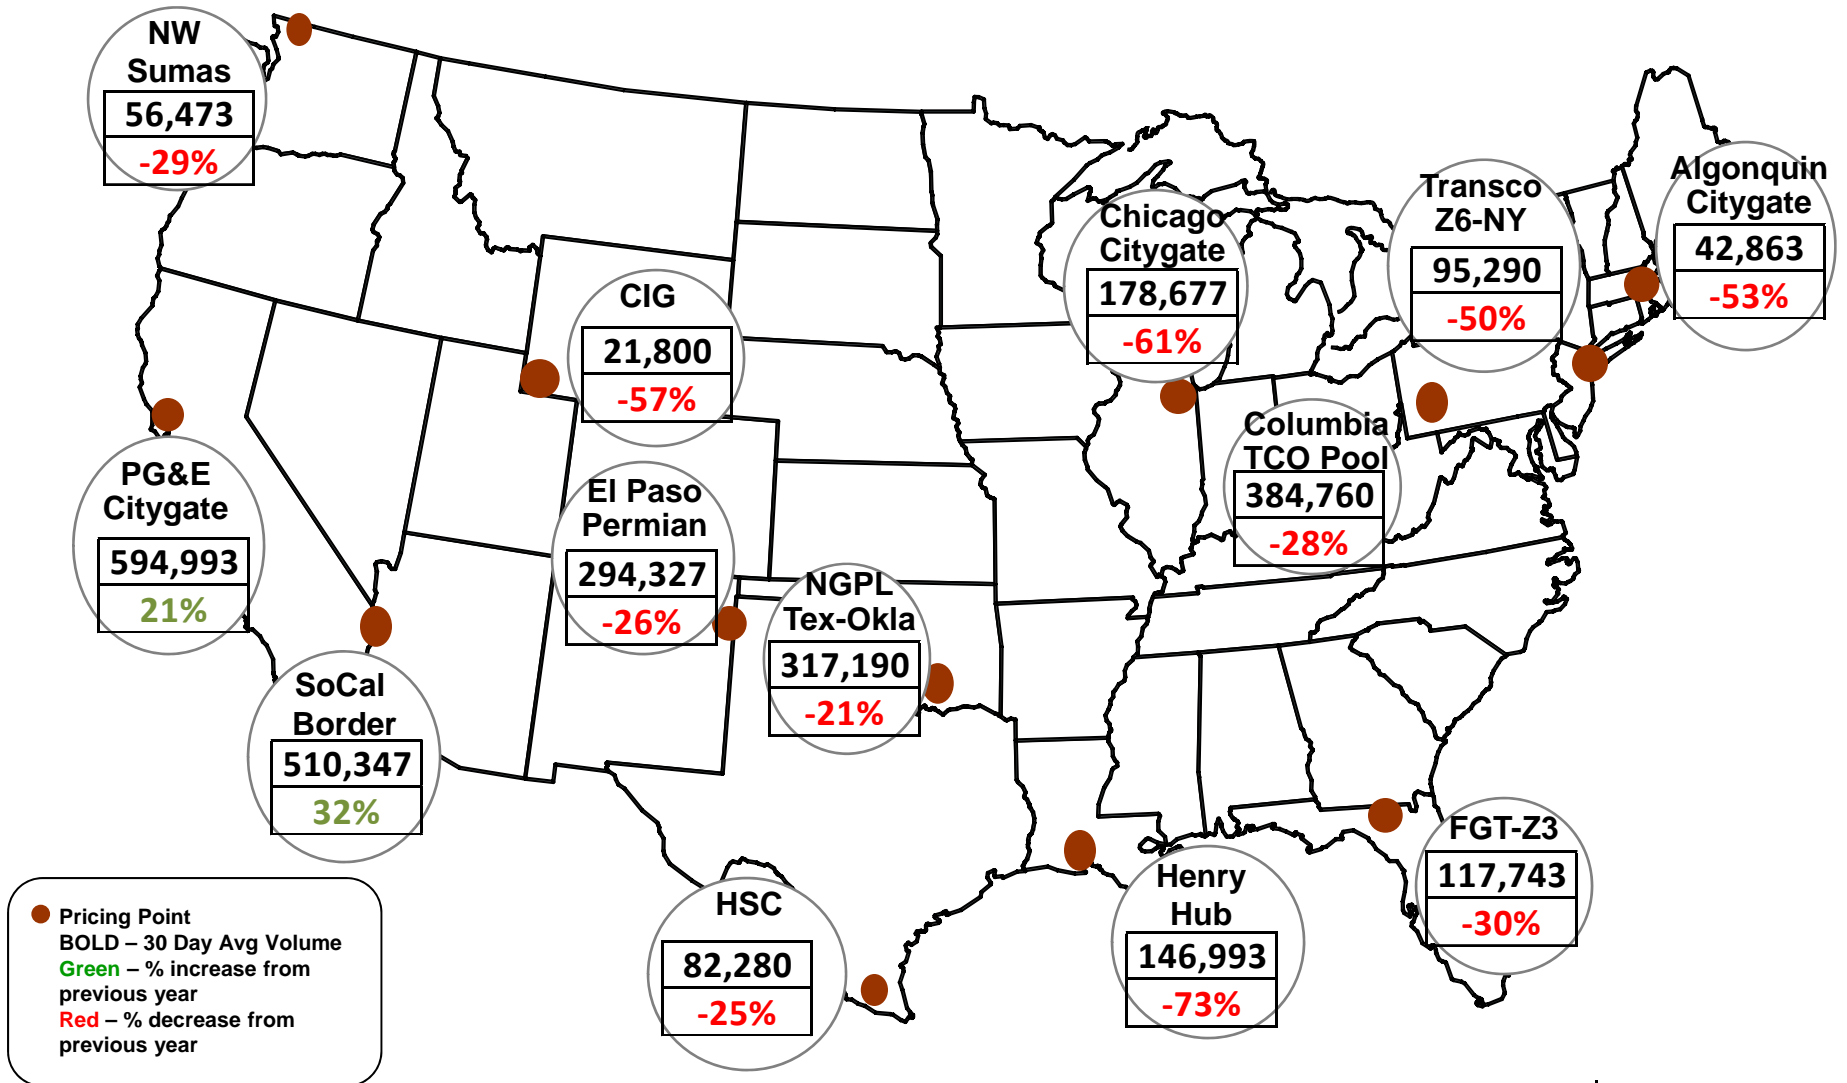 NW
Sumas
56,473
-29%
Algonquin
Citygate
42,863
-53%
Transco
Z6-NY
95,290
-50%
Chicago
Citygate
178,677
-61%
CIG
21,800
-57%
Columbia
TCO Pool
384,760
-28%
PG&E
Citygate
594,993
21%
El Paso
Permian
294,327
-26%
NGPL
Tex-Okla
317,190
-21%
SoCal
Border
510,347
32%
FGT-Z3
117,743
-30%
Henry
Hub
146,993
-73%
HSC
82,280
-25%
Pricing Point
BOLD – 30 Day Avg Volume
Green – % increase from
previous year
Red – % decrease from
previous year